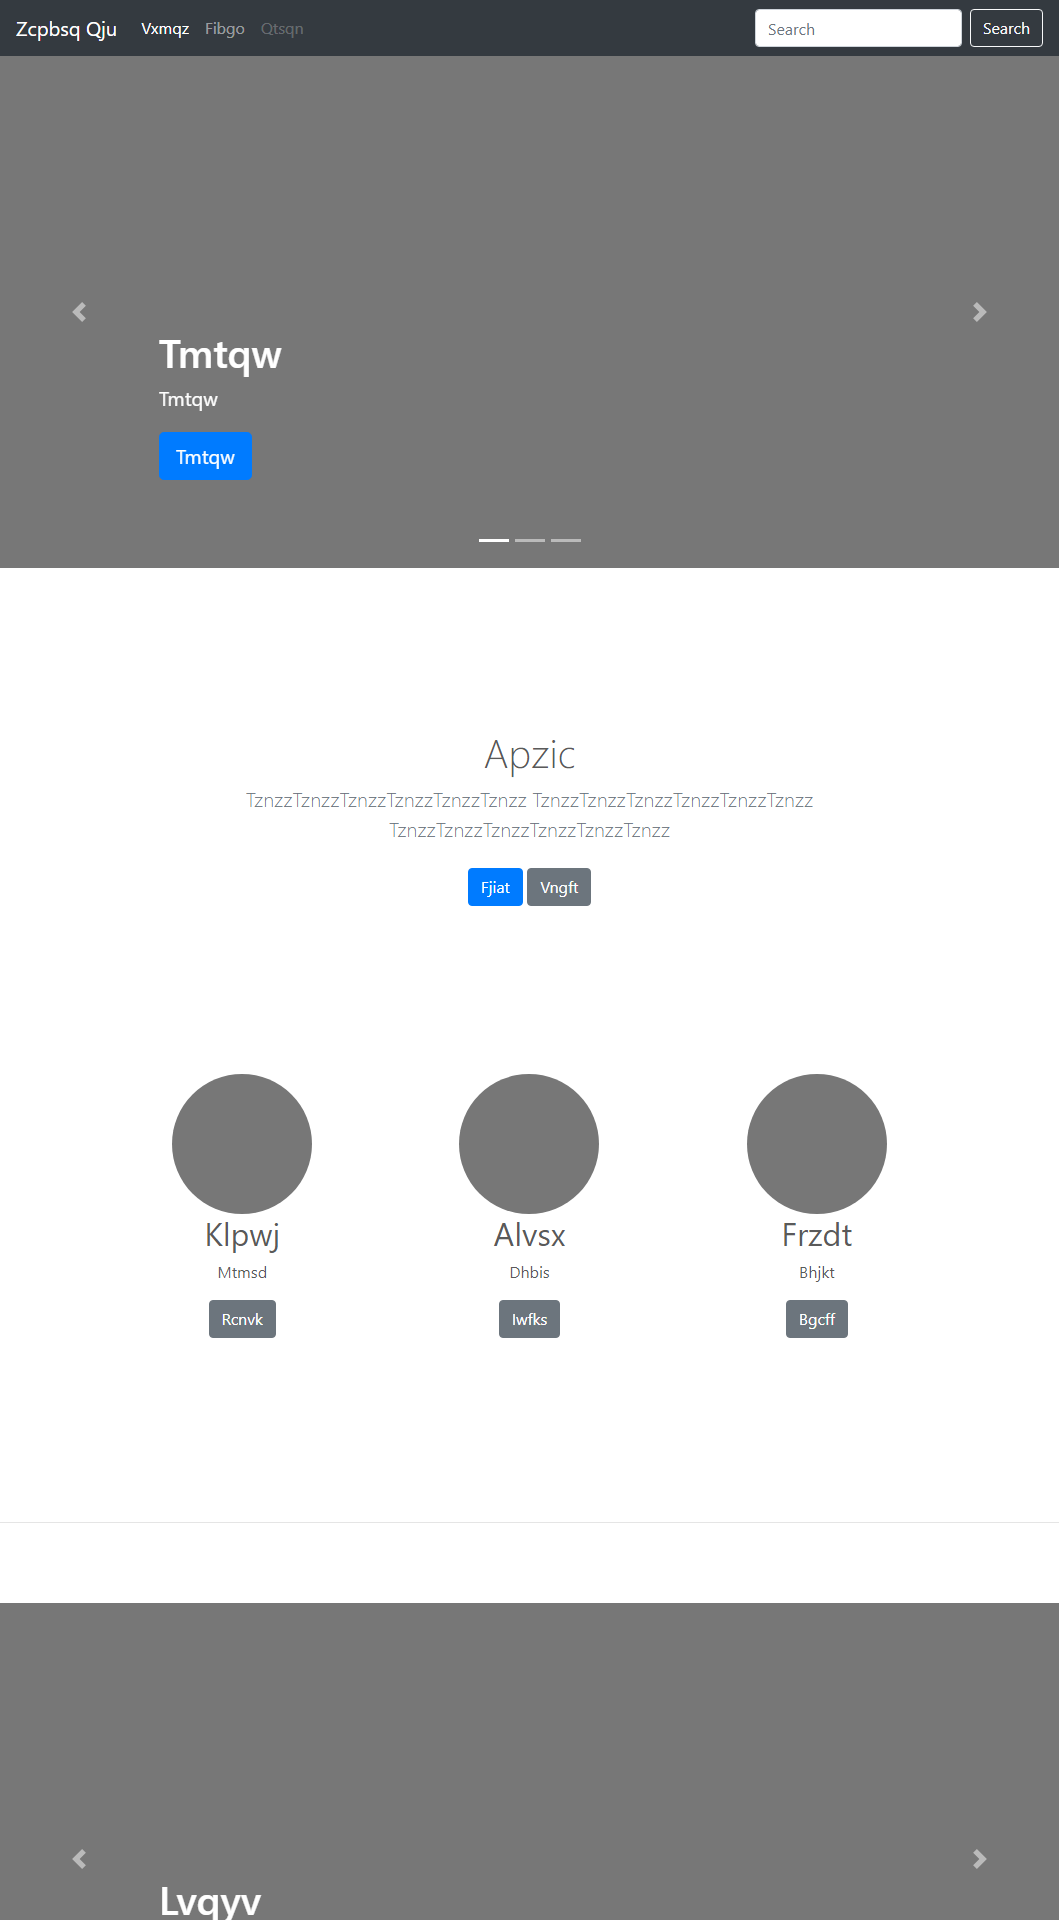 Zcpbsq Qju Vxmqz Fibgo Qtsqn Search Search
Tmtqw
Tmtqw
Tmtqw
Apzic
TznzzTznzzTznzzTznzzTznzzTznzz TznzzTznzzTznzzTznzzTznzzTznzz
TznzzTznzzTznzzTznzzTznzzTznzz
Fjiat Vngft
Klpwj
Mtmsd
Rcnvk
Alvsx
Dhbis
Iwfks
Frzdt
Bhjkt
Bgcff
Lvqyv